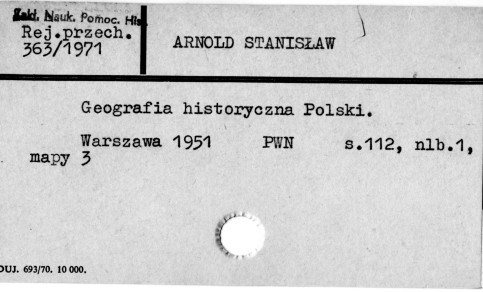 Zakł. Nauk. Pomoc. His
Rej.przech.
363/1971
ARNOLD STANISŁAW
Geografia historyczna Polski.
Warszawa 1951 PWN s.112, nlb.1,
mapy 3
DUJ. 693/70. 10 000.